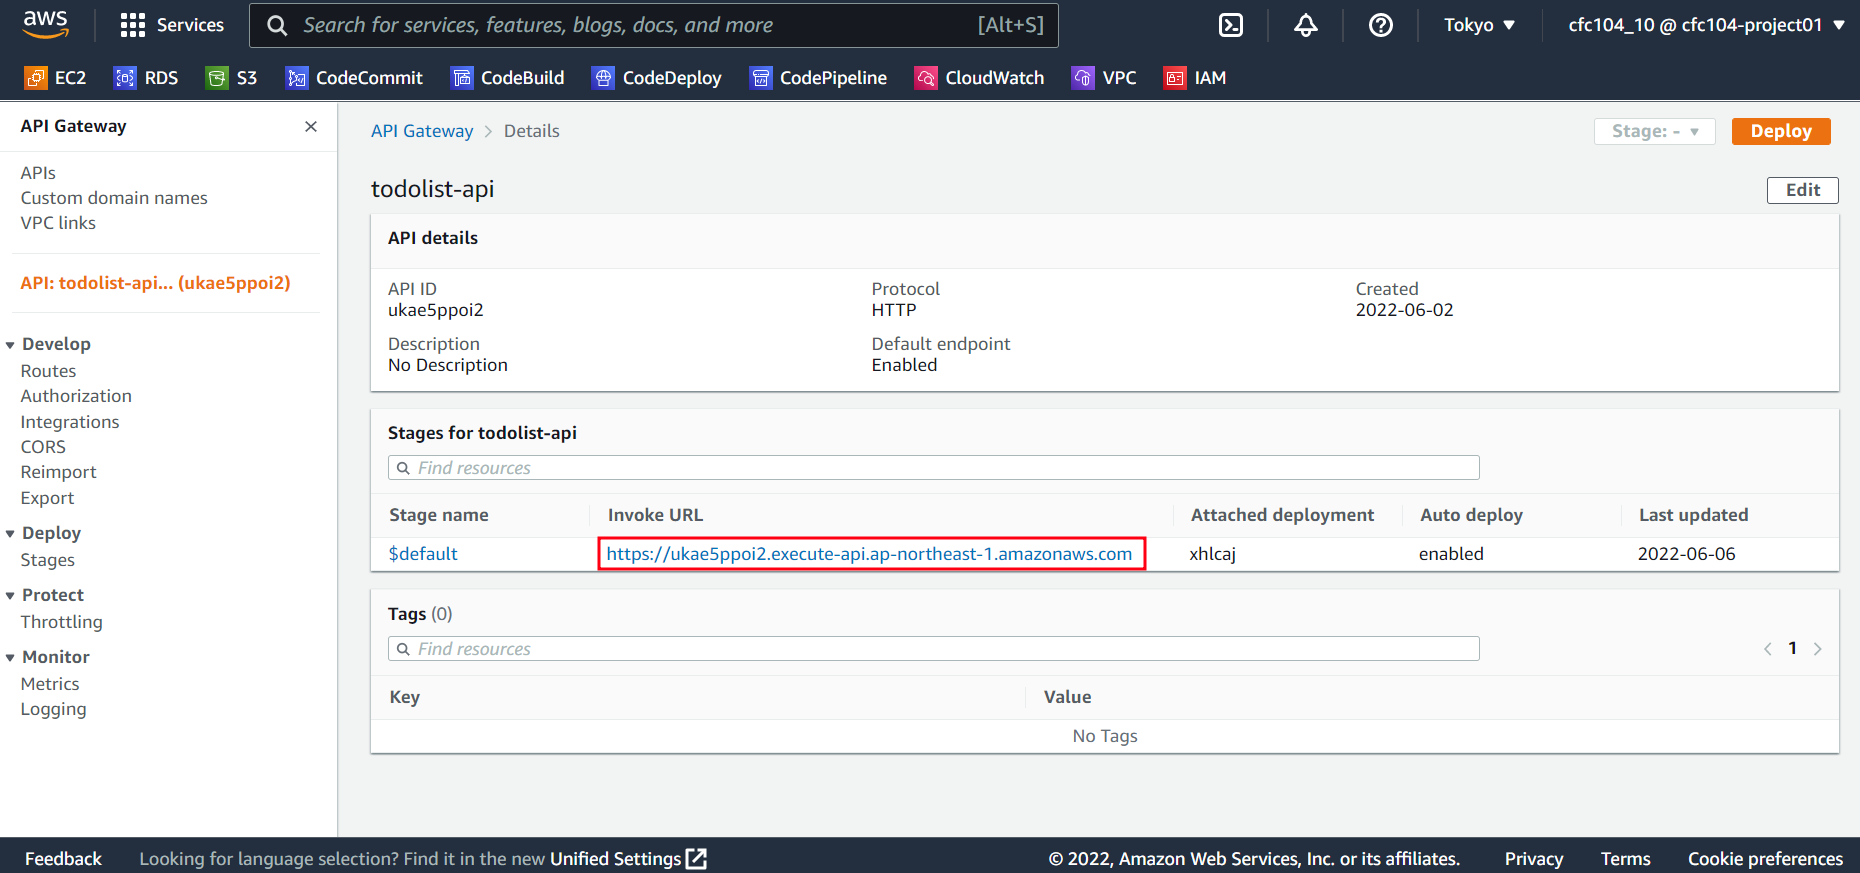 aws Services Search for services, features, blogs, docs, and more [Alt+S] Tokyo cfc104_10 @ cfc104-project01
EC2 RDS S3 CodeCommit CodeBuild CodeDeploy CodePipeline CloudWatch VPC IAM
API Gateway
APIs
Custom domain names
VPC links
API: todolist-api... (ukae5ppoi2)
Develop
Routes
Authorization
Integrations
CORS
Reimport
Export
Deploy
Stages
Protect
Throttling
Monitor
Metrics
Logging
API Gateway Details Stage: - Deploy
todolist-api Edit
API details
API ID Protocol Created
ukae5ppoi2 HTTP 2022-06-02
Description Default endpoint
No Description Enabled
Stages for todolist-api
Find resources
Stage name Invoke URL Attached deployment Auto deploy Last updated
$default https://ukae5ppoi2.execute-api.ap-northeast-1.amazonaws.com xhlcaj enabled 2022-06-06
Tags (0)
Find resources 1
Key Value
No Tags
Feedback Looking for language selection? Find it in the new Unified Settings © 2022, Amazon Web Services, Inc. or its affiliates. Privacy Terms Cookie preferences